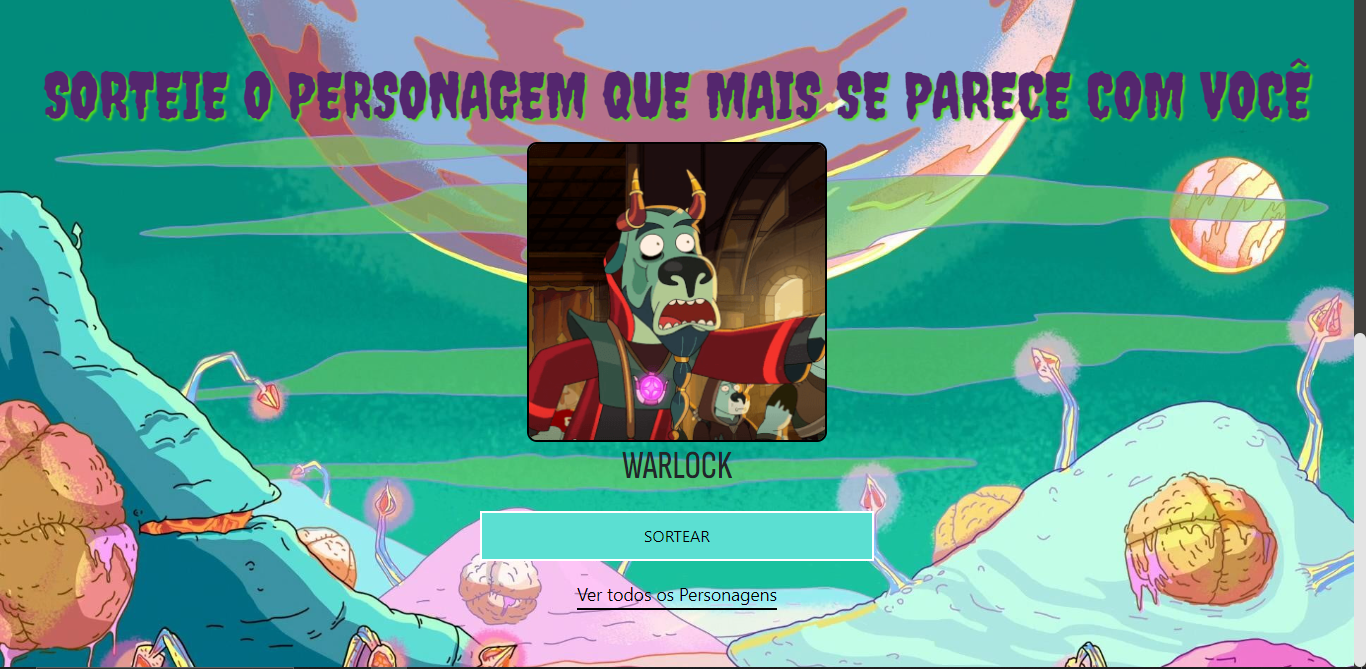 SORTEIE O PERSONAGEM QUE MAIS SE PARECE COM VOCÊ
WARLOCK
SORTEAR
Ver todos os Personagens